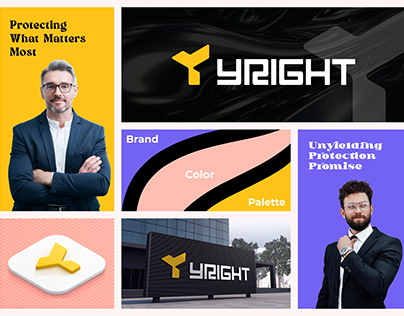 Protecting
What Matters
Most
YRIGHT
Brand
Color
Palette
Unyielding
Protection
Promise
YRIGHT